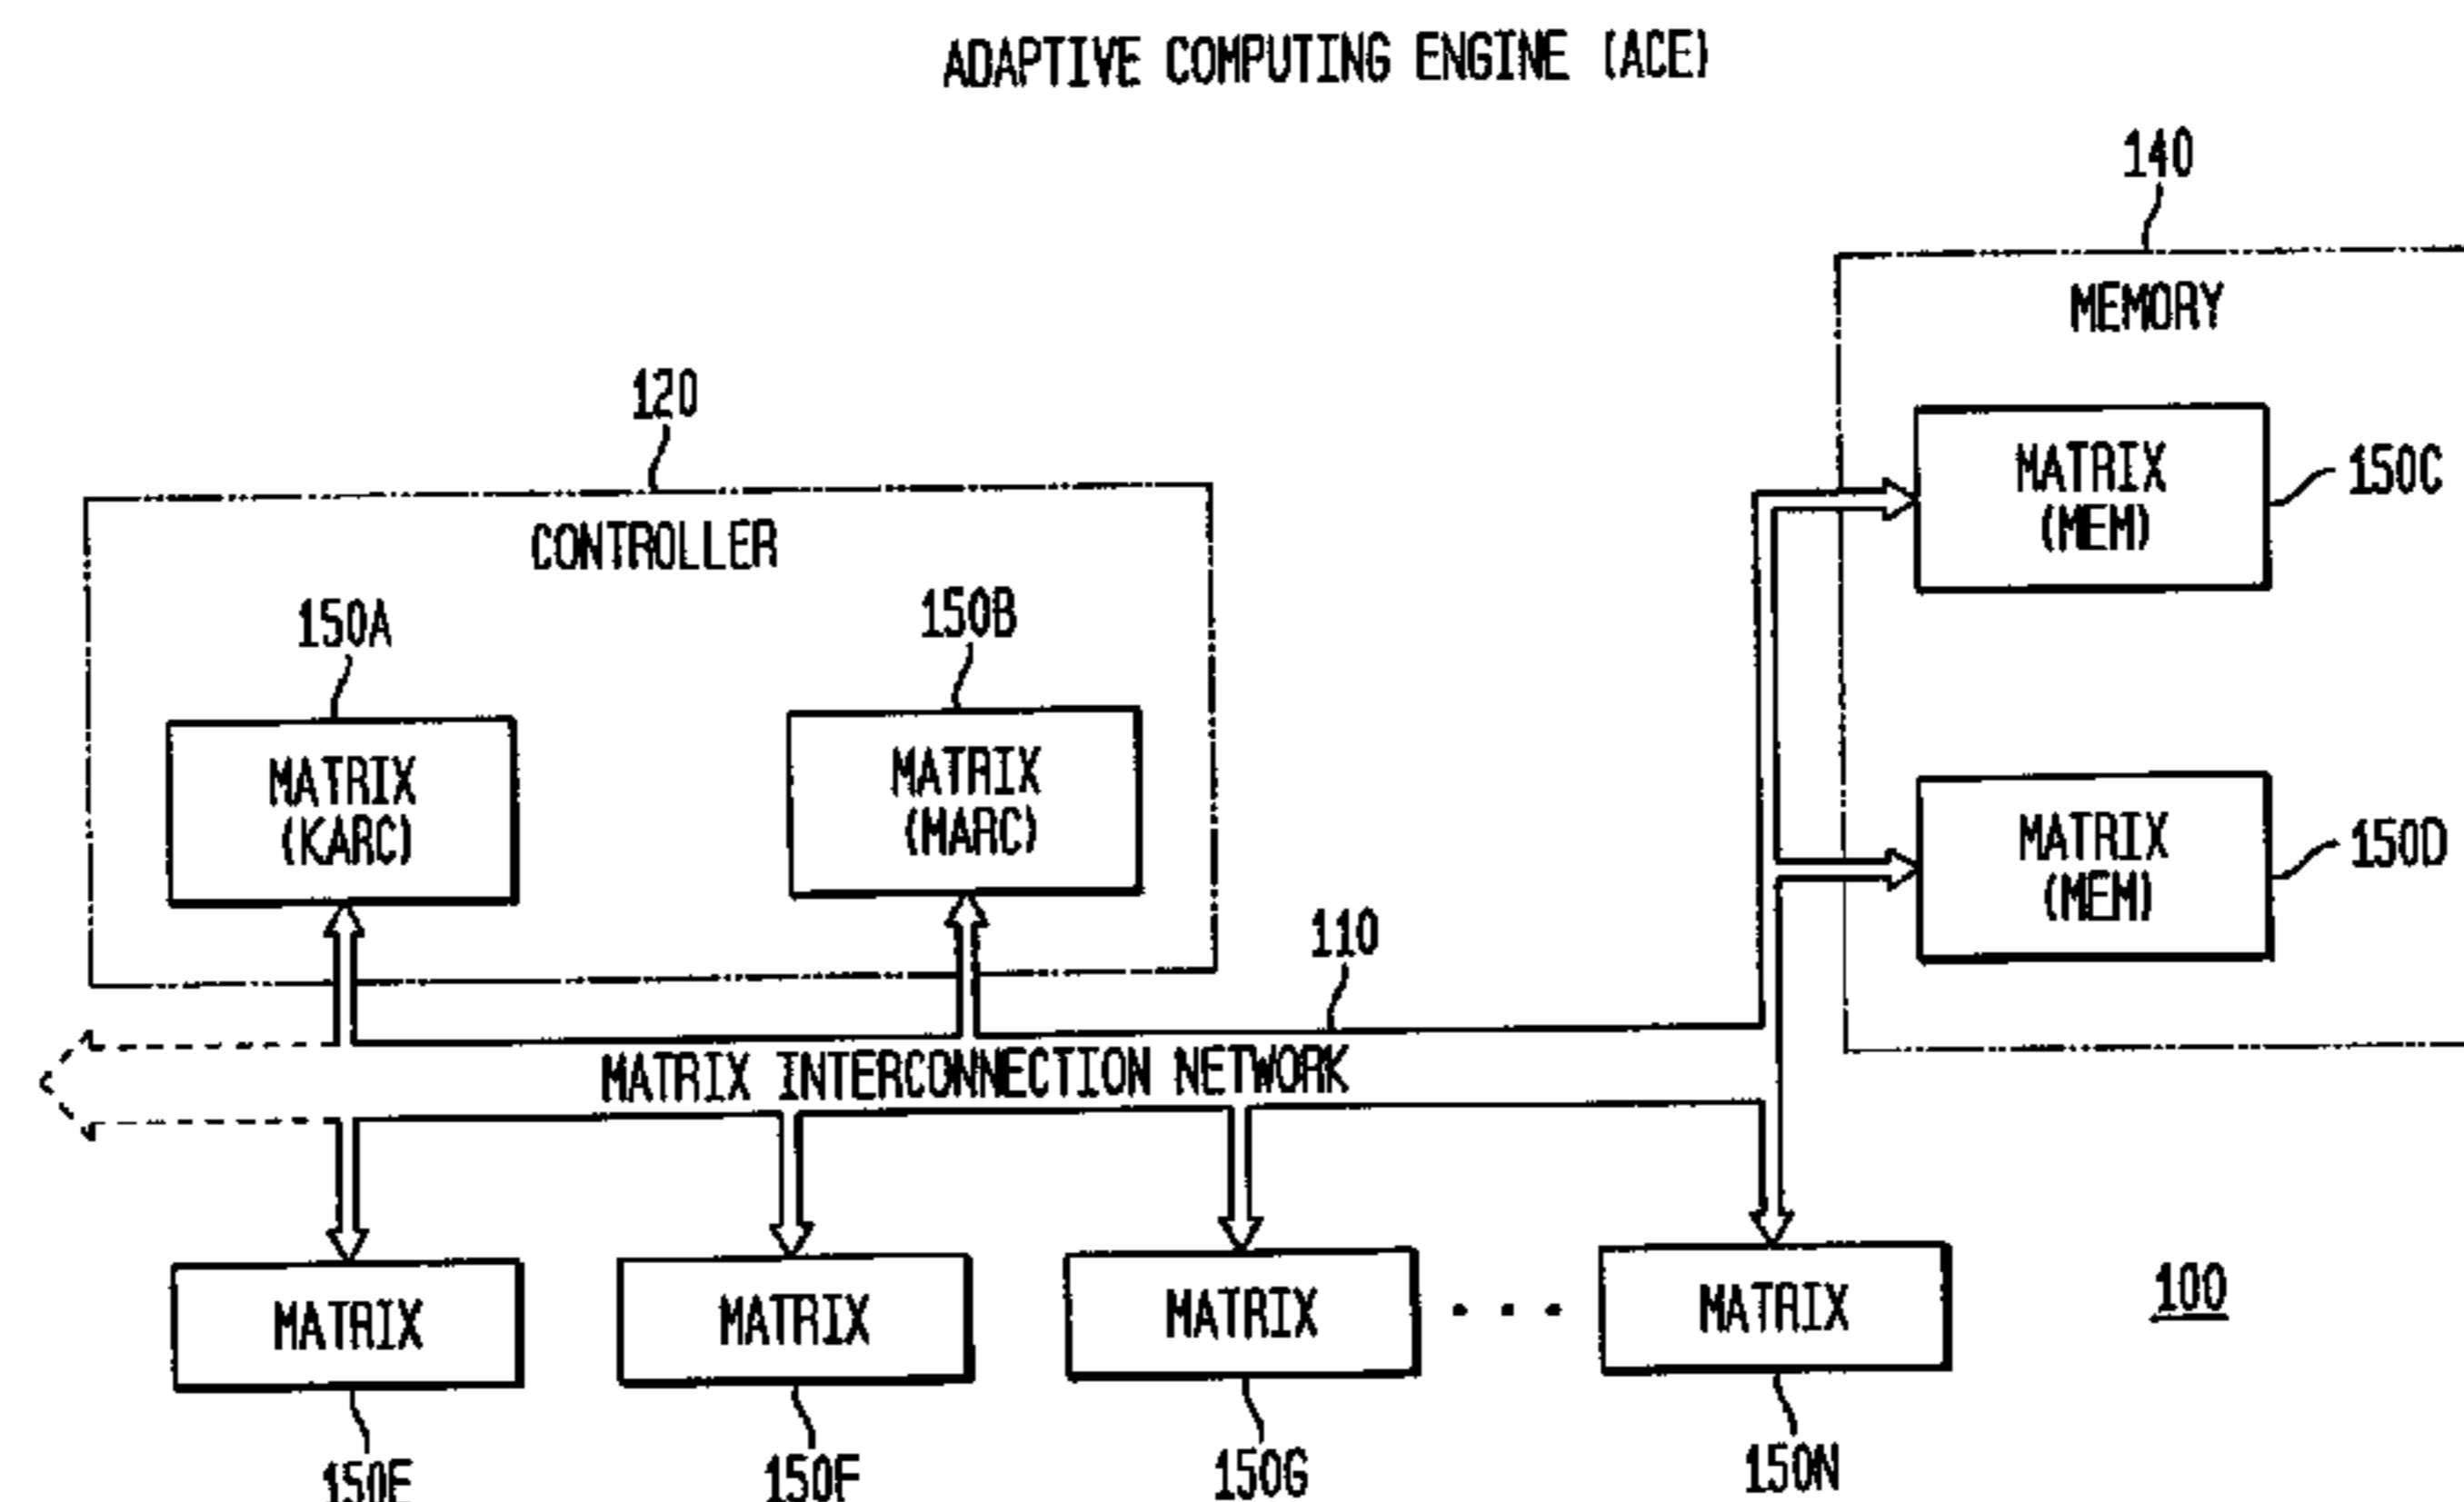 ADAPTIVE COMPUTING ENGINE (ACE)
140
MEMORY
120
CONTROLLER
MATRIX
(MEM)
150C
150A
150B
MATRIX
(KARC)
MATRIX
(MARC)
MATRIX
(MEM)
150D
110
MATRIX INTERCONNECTION NETWORK
MATRIX
MATRIX
MATRIX
. . .
MATRIX
100
150E
150F
150G
150N